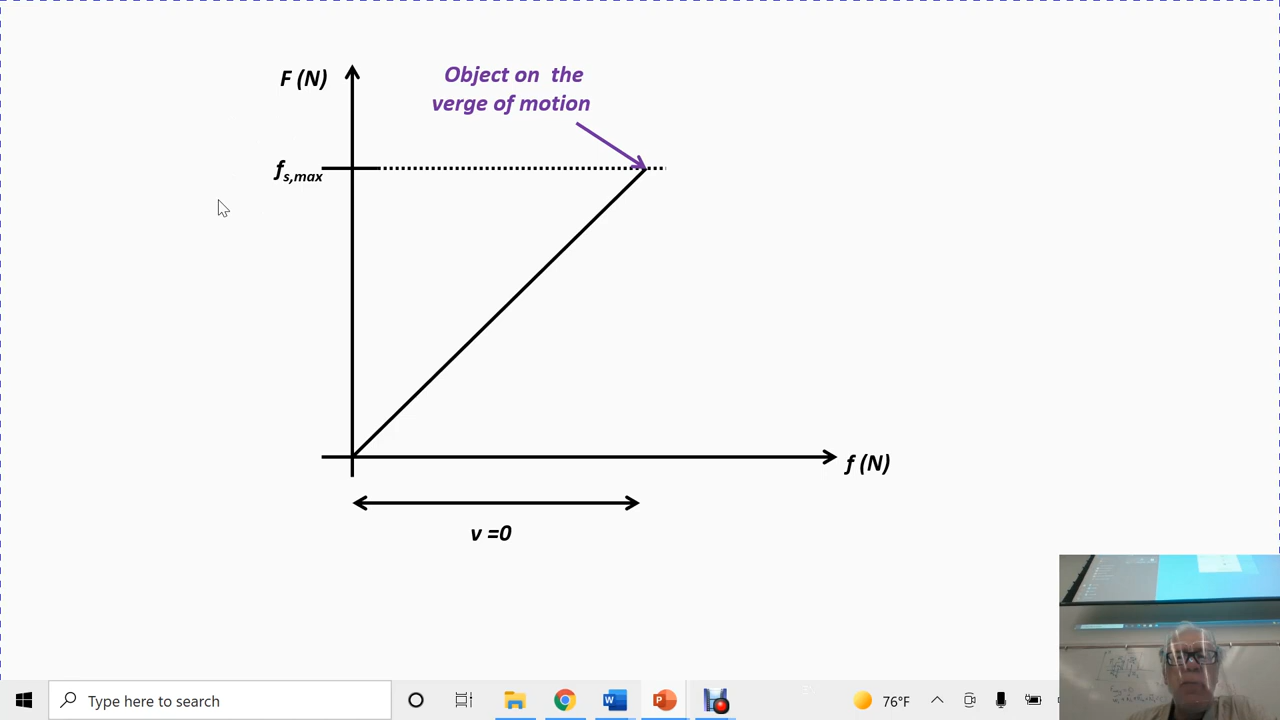 Object on the
verge of motion
F (N)
fs,max
f (N)
v =0
Type here to search
76°F